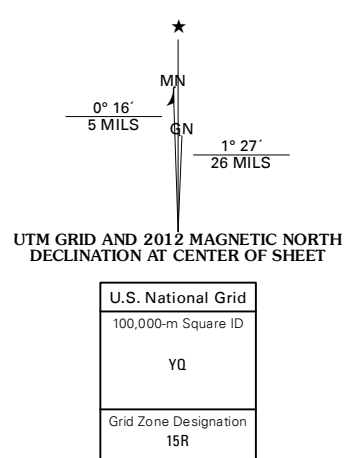 ★
MN
0° 16´
5 MILS
GN
1° 27´
26 MILS
UTM GRID AND 2012 MAGNETIC NORTH
DECLINATION AT CENTER OF SHEET
U.S. National Grid
100,000-m Square ID
YQ
Grid Zone Designation
15R